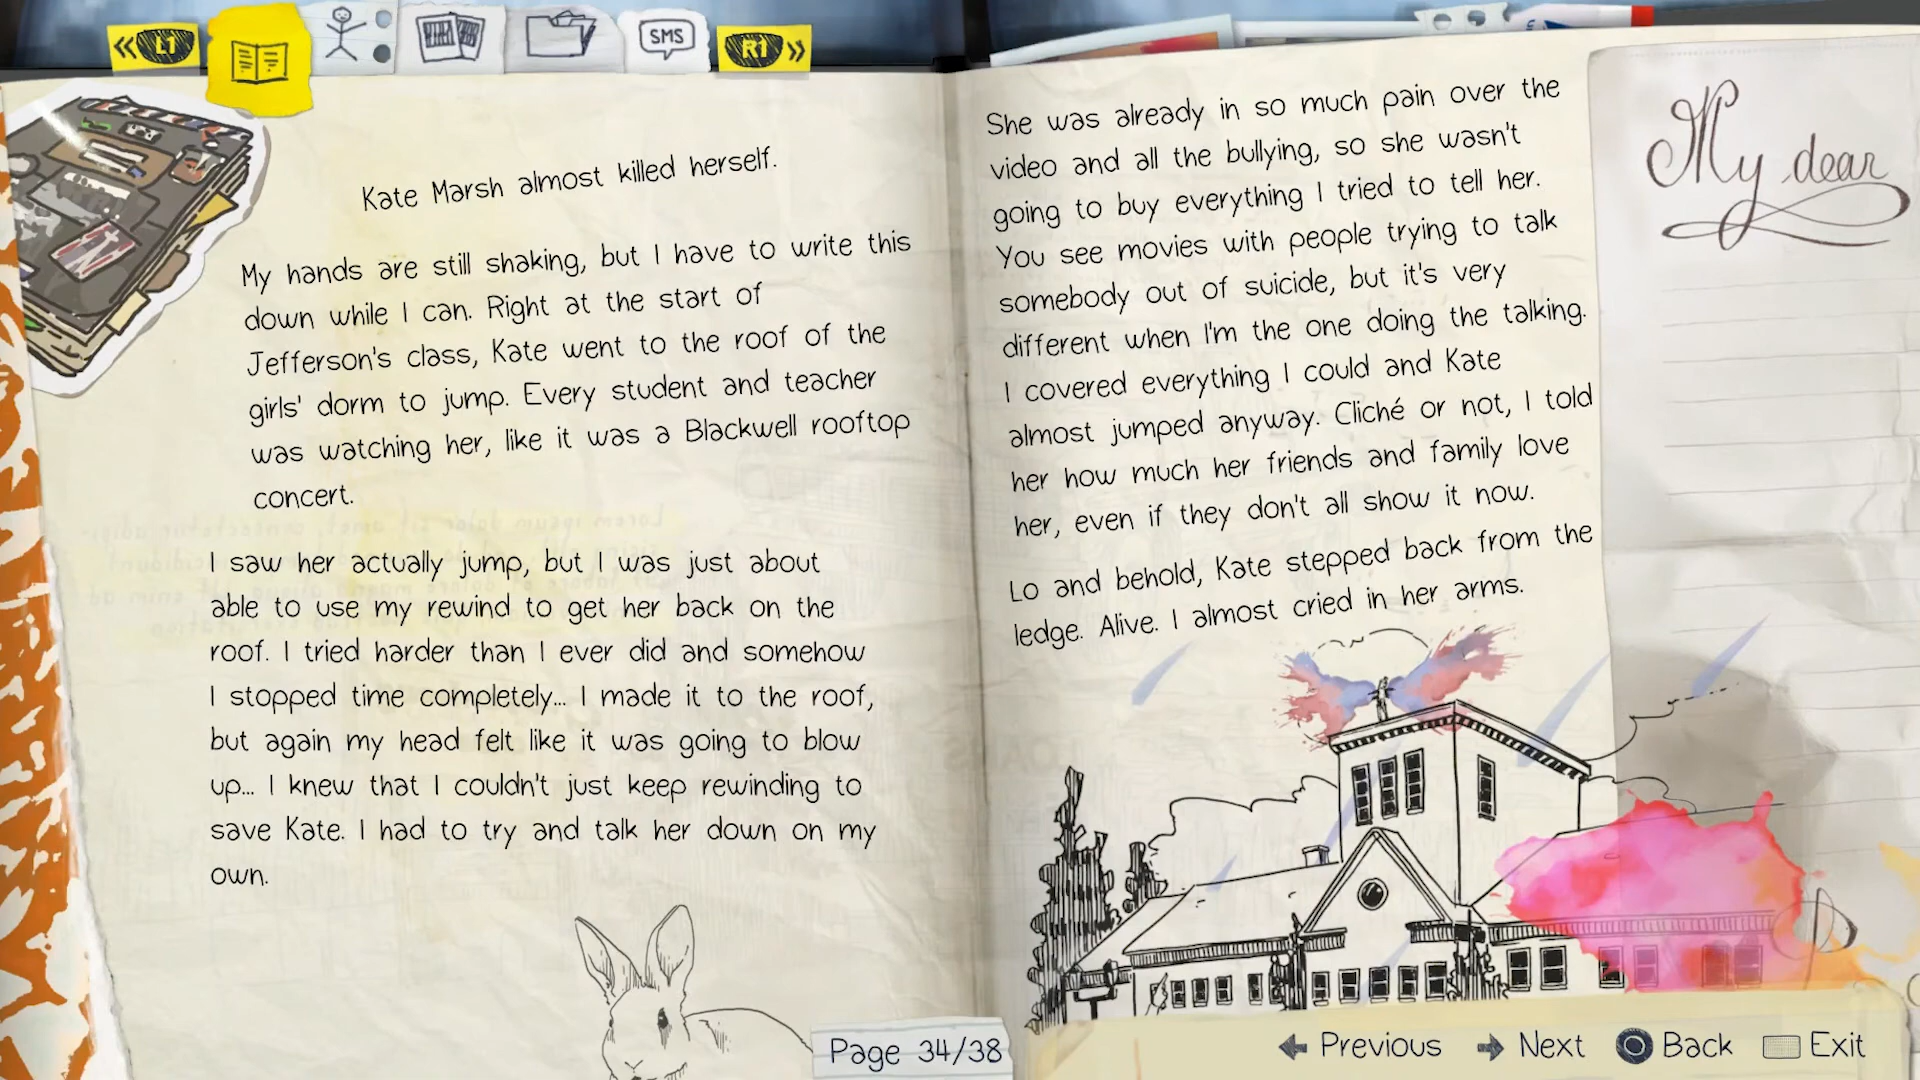 L1
SMS
R1
Kate Marsh almost killed herself.
My hands are still shaking, but I have to write this
down while I can. Right at the start of
Jefferson's class, Kate went to the roof of the
girls' dorm to jump. Every student and teacher
was watching her, like it was a Blackwell rooftop
concert.
I saw her actually jump, but I was just about
able to use my rewind to get her back on the
roof. I tried harder than I ever did and somehow
I stopped time completely... I made it to the roof,
but again my head felt like it was going to blow
up... I knew that I couldn't just keep rewinding to
save Kate. I had to try and talk her down on my
own.
She was already in so much pain over the
video and all the bullying, so she wasn't
going to buy everything I tried to tell her.
You see movies with people trying to talk
somebody out of suicide, but it's very
different when I'm the one doing the talking.
I covered everything I could and Kate
almost jumped anyway. Cliché or not, I told
her how much her friends and family love
her, even if they don't all show it now.
Lo and behold, Kate stepped back from the
ledge. Alive. I almost cried in her arms.
My dear
Page 34/38
Previous
Next
Back
Exit